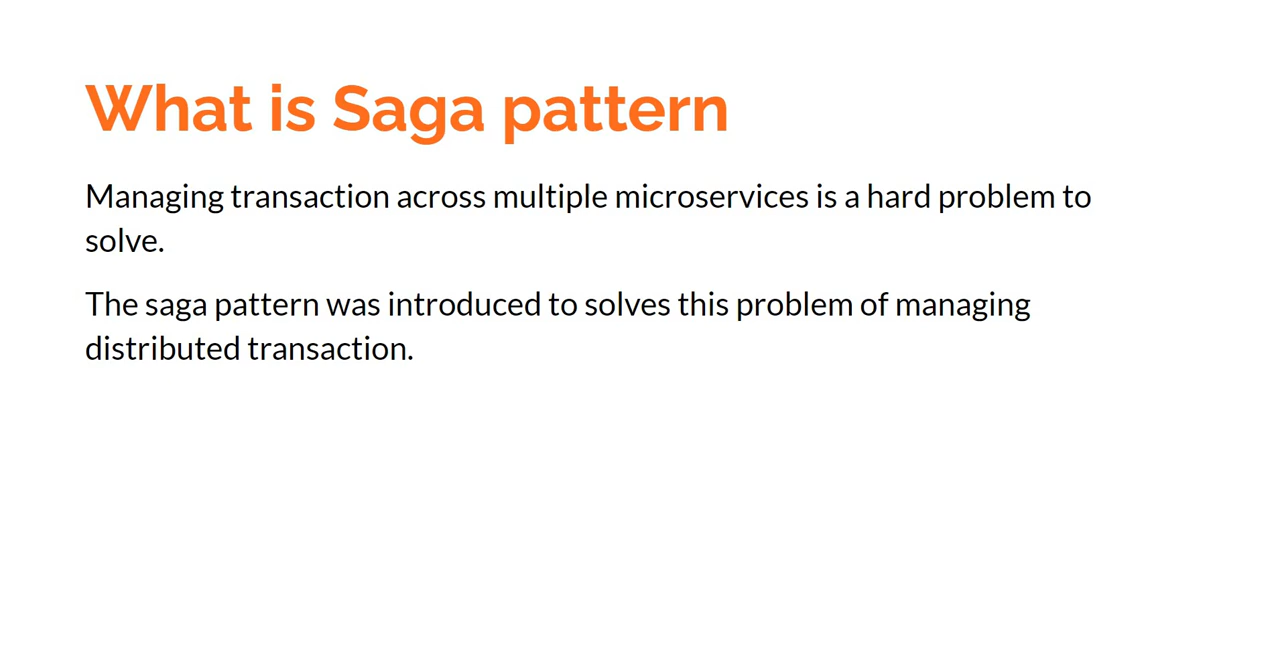 What is Saga pattern
Managing transaction across multiple microservices is a hard problem to
solve.
The saga pattern was introduced to solves this problem of managing
distributed transaction.